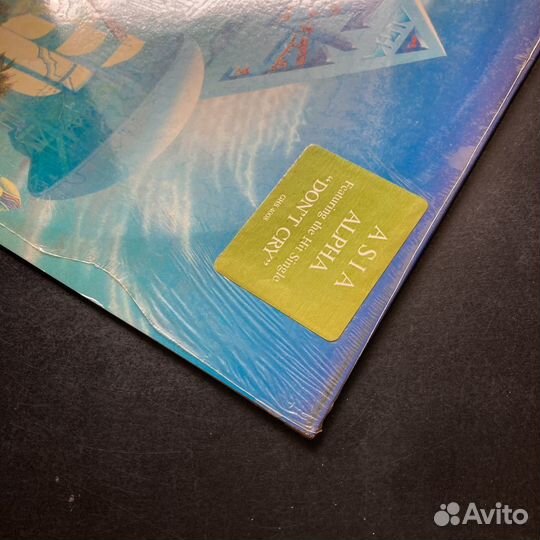 ASIA
ALPHA
Featuring the Hit Single
"DON'T CRY"
Avito